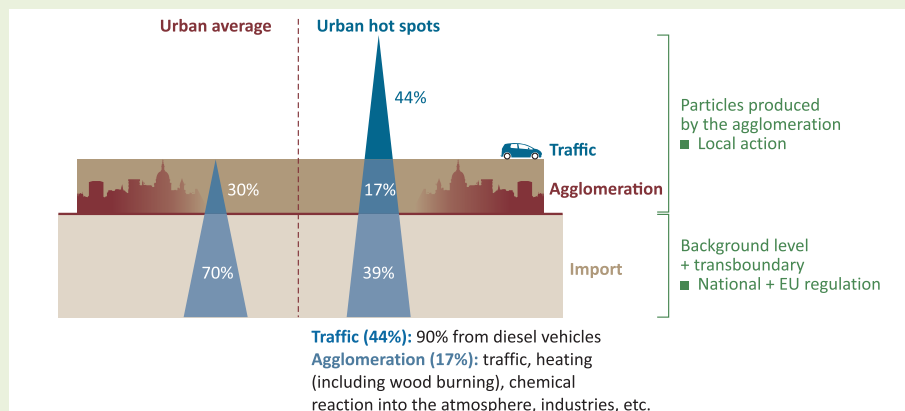 Urban average
Urban hot spots
44%
Traffic
30%
17%
Agglomeration
70%
39%
Import
Particles produced
by the agglomeration
■ Local action
Background level
+ transboundary
■ National + EU regulation
Traffic (44%): 90% from diesel vehicles
Agglomeration (17%): traffic, heating
(including wood burning), chemical
reaction into the atmosphere, industries, etc.